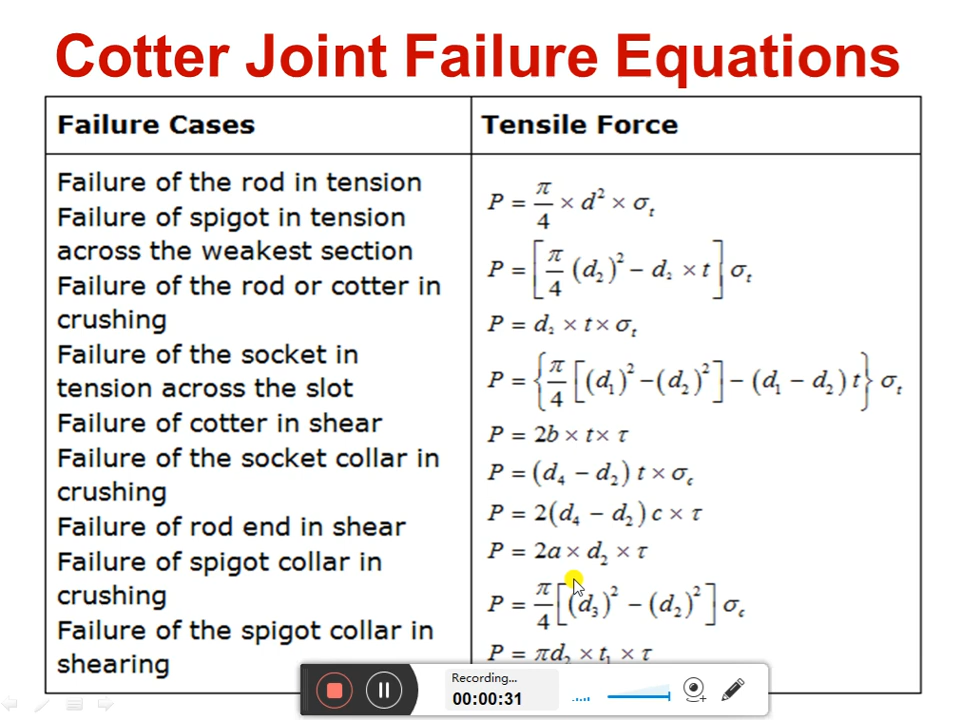 Cotter Joint Failure Equations
Failure Cases
Tensile Force
Failure of the rod in tension
Failure of spigot in tension
across the weakest section
Failure of the rod or cotter in
crushing
Failure of the socket in
tension across the slot
Failure of cotter in shear
Failure of the socket collar in
crushing
Failure of rod end in shear
Failure of spigot collar in
crushing
Failure of the spigot collar in
shearing
P = π/4 × d² × σₜ
P = [π/4 (d₂)² − d₂ × t] σₜ
P = d₂ × t × σₜ
P = {π/4 [(d₁)² − (d₂)²] − (d₁ − d₂) t} σₜ
P = 2b × t × τ
P = (d₄ − d₂) t × σ_c
P = 2(d₄ − d₂) c × τ
P = 2a × d₂ × τ
P = π/4 [(d₃)² − (d₂)²] σ_c
P = πd₂ × t₁ × τ
Recording...
00:00:31